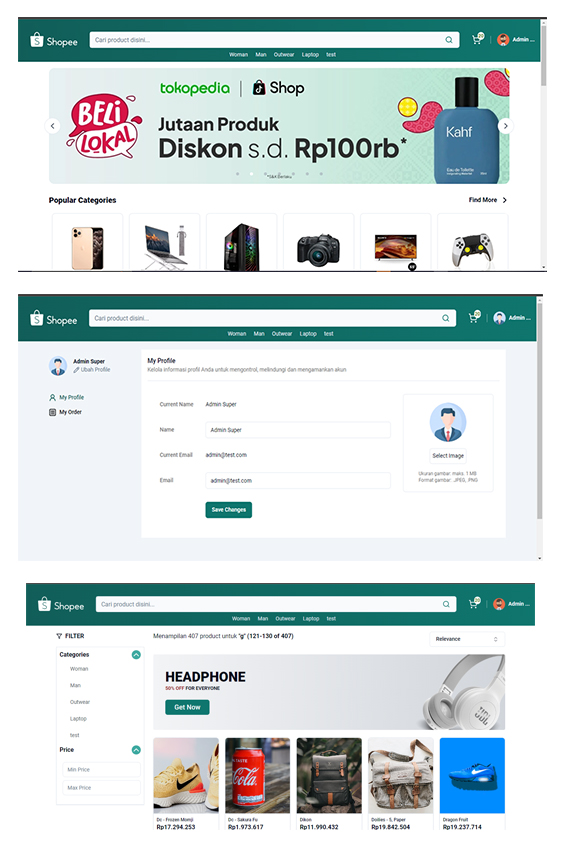 Shopee
Cari product disini...
20
Admin ...
Woman Man Outwear Laptop test
BELI LOKAL
tokopedia | Shop
Jutaan Produk
Diskon s.d. Rp100rb*
Kahf
Eau de Toilette
Popular Categories
Find More
Shopee
Cari product disini...
20
Admin ...
Woman Man Outwear Laptop test
Admin Super
Ubah Profile
My Profile
My Order
My Profile
Kelola informasi profil Anda untuk mengontrol, melindungi dan mengamankan akun
Current Name Admin Super
Name Admin Super
Current Email admin@test.com
Email admin@test.com
Save Changes
Select Image
Ukuran gambar: maks. 1 MB
Format gambar: .JPEG, .PNG
Shopee
Cari product disini...
20
Admin ...
Woman Man Outwear Laptop test
FILTER
Categories
Woman
Man
Outwear
Laptop
test
Price
Min Price
Max Price
Menampilan 407 product untuk "g" (121-130 of 407)
Relevance
HEADPHONE
50% OFF FOR EVERYONE
Get Now
JBL
Coca-Cola
Dc - Frozen Momji
Rp17.294.253
Dc - Sakura Fu
Rp1.973.617
Dikon
Rp11.990.432
Doilies - 5, Paper
Rp19.842.504
Dragon Fruit
Rp19.237.714